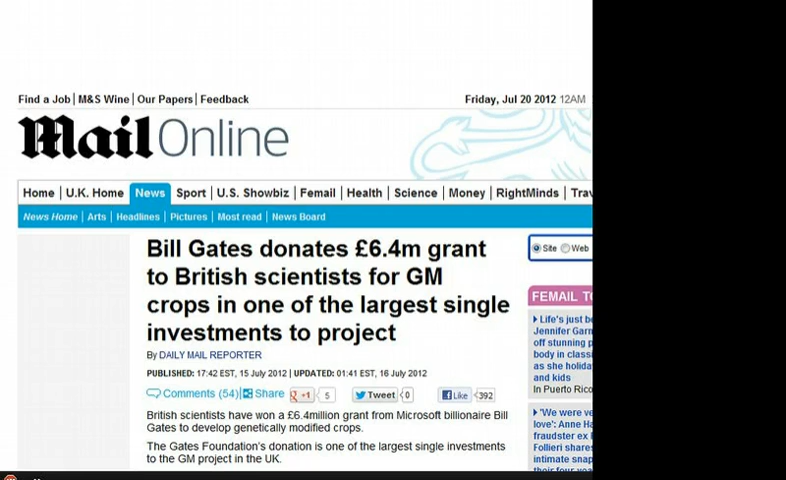 Find a Job | M&S Wine | Our Papers | Feedback
Friday, Jul 20 2012 12AM
Mail Online
Home | U.K. Home News Sport | U.S. Showbiz | Femail | Health | Science | Money | RightMinds | Trav
News Home | Arts | Headlines | Pictures | Most read | News Board
Bill Gates donates £6.4m grant
to British scientists for GM
crops in one of the largest single
investments to project
By DAILY MAIL REPORTER
PUBLISHED: 17:42 EST, 15 July 2012 | UPDATED: 01:41 EST, 16 July 2012
Comments (54) | Share +1 5 Tweet 0 Like 392
British scientists have won a £6.4million grant from Microsoft billionaire Bill
Gates to develop genetically modified crops.
The Gates Foundation's donation is one of the largest single investments
to the GM project in the UK.
Site Web
FEMAIL TO
Life's just be
Jennifer Garn
off stunning p
body in classi
as she holida
and kids
In Puerto Rico
'We were ve
love': Anne Ha
fraudster ex
Follieri shares
intimate snap
their four year